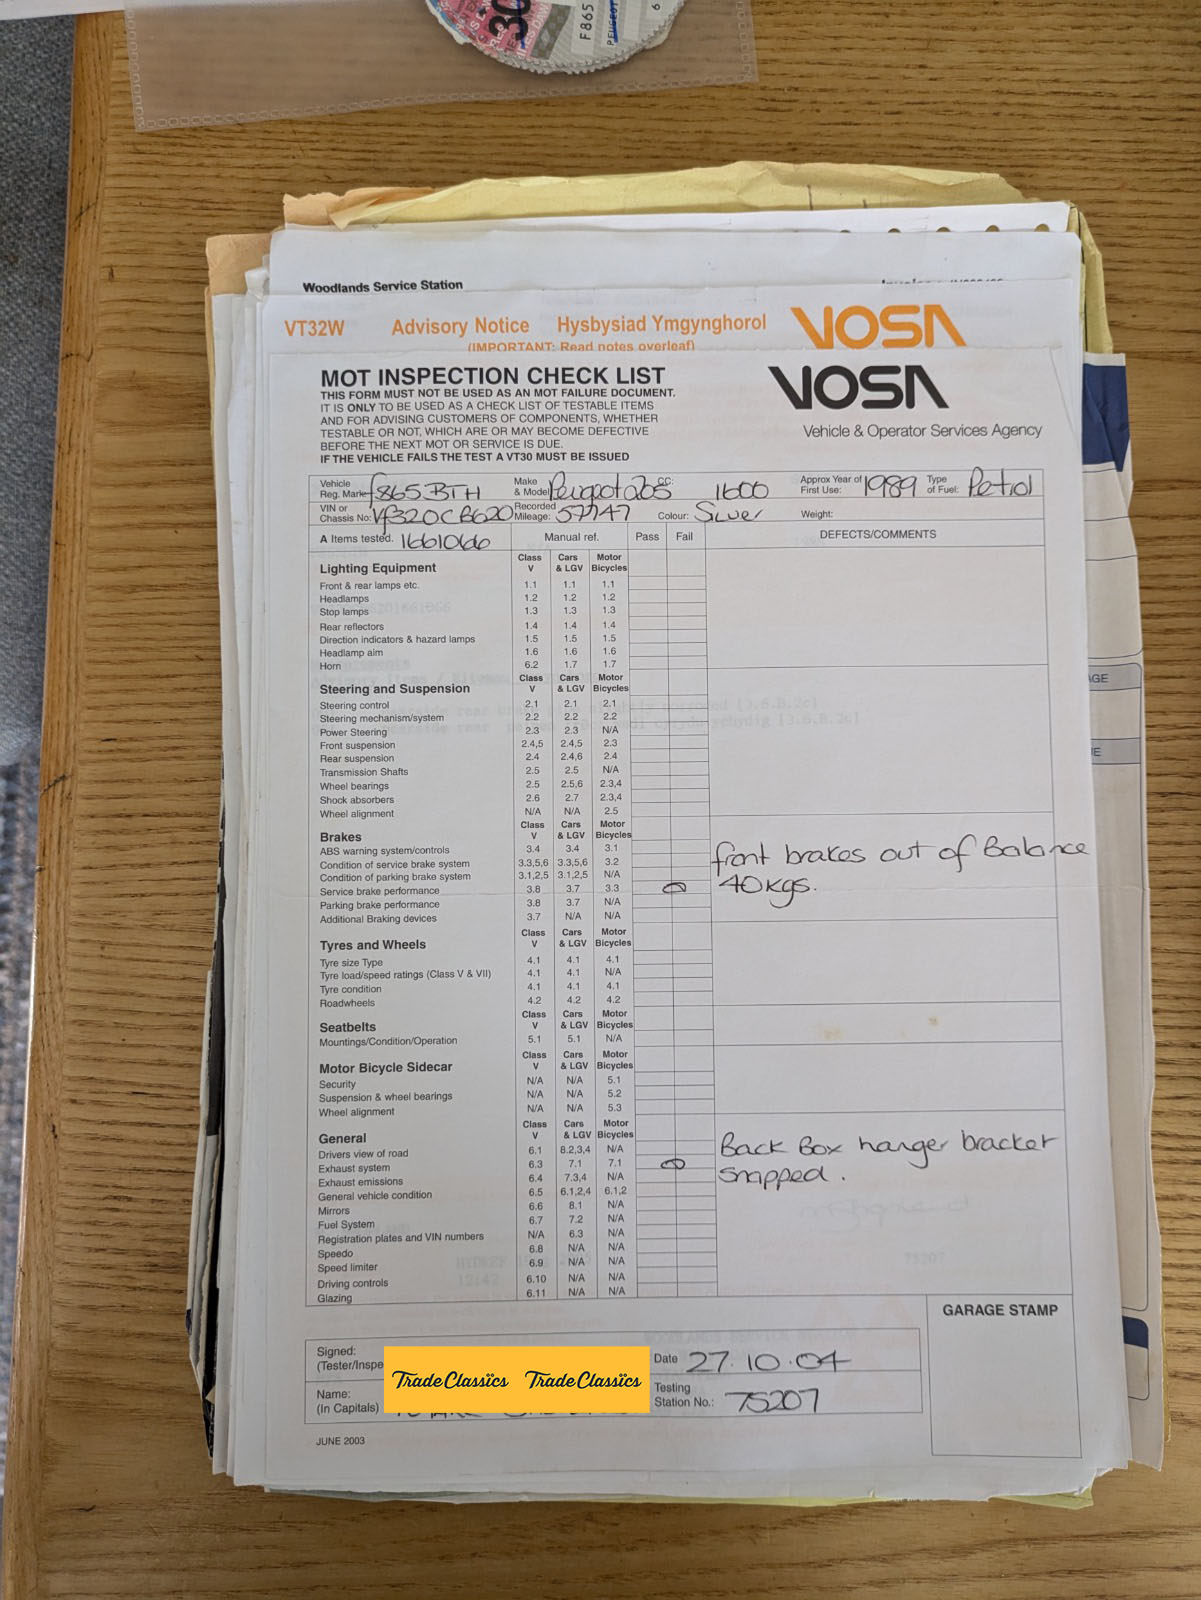 30
F865
PEUGEOT
6
Woodlands Service Station
VT32W Advisory Notice Hysbysiad Ymgynghorol VOSA
(IMPORTANT: Read notes overleaf)
MOT INSPECTION CHECK LIST VOSA
THIS FORM MUST NOT BE USED AS AN MOT FAILURE DOCUMENT.
IT IS ONLY TO BE USED AS A CHECK LIST OF TESTABLE ITEMS
AND FOR ADVISING CUSTOMERS OF COMPONENTS, WHETHER
TESTABLE OR NOT, WHICH ARE OR MAY BECOME DEFECTIVE
BEFORE THE NEXT MOT OR SERVICE IS DUE.
IF THE VEHICLE FAILS THE TEST A VT30 MUST BE ISSUED
Vehicle & Operator Services Agency
Vehicle Reg. Mark: F865 BTH Make & Model: Peugeot 205 CC: 1600 Approx Year of First Use: 1989 Type of Fuel: Petrol
VIN or Chassis No: Vf320CB620 Recorded Mileage: 57747 Colour: Silver Weight:
A Items tested. 1661066 Manual ref. Pass Fail DEFECTS/COMMENTS
Lighting Equipment Class V Cars & LGV Motor Bicycles
Front & rear lamps etc. 1.1 1.1 1.1
Headlamps 1.2 1.2 1.2
Stop lamps 1.3 1.3 1.3
Rear reflectors 1.4 1.4 1.4
Direction indicators & hazard lamps 1.5 1.5 1.5
Headlamp aim 1.6 1.6 1.6
Horn 6.2 1.7 1.7
Steering and Suspension Class V Cars & LGV Motor Bicycles
Steering control 2.1 2.1 2.1
Steering mechanism/system 2.2 2.2 2.2
Power Steering 2.3 2.3 N/A
Front suspension 2.4,5 2.4,5 2.3
Rear suspension 2.4 2.4,6 2.4
Transmission Shafts 2.5 2.5 N/A
Wheel bearings 2.5 2.5,6 2.3,4
Shock absorbers 2.6 2.7 2.3,4
Wheel alignment N/A N/A 2.5
Brakes Class V Cars & LGV Motor Bicycles
ABS warning system/controls 3.4 3.4 3.1
Condition of service brake system 3.3,5,6 3.3,5,6 3.2
Condition of parking brake system 3.1,2,5 3.1,2,5 N/A
Service brake performance 3.8 3.7 3.3
Parking brake performance 3.8 3.7 N/A
Additional Braking devices 3.7 N/A N/A
front brakes out of Balance
40kgs.
Tyres and Wheels Class V Cars & LGV Motor Bicycles
Tyre size Type 4.1 4.1 4.1
Tyre load/speed ratings (Class V & VII) 4.1 4.1 N/A
Tyre condition 4.1 4.1 4.1
Roadwheels 4.2 4.2 4.2
Seatbelts Class V Cars & LGV Motor Bicycles
Mountings/Condition/Operation 5.1 5.1 N/A
Motor Bicycle Sidecar Class V Cars & LGV Motor Bicycles
Security N/A N/A 5.1
Suspension & wheel bearings N/A N/A 5.2
Wheel alignment N/A N/A 5.3
General Class V Cars & LGV Motor Bicycles
Drivers view of road 6.1 8.2,3,4 N/A
Exhaust system 6.3 7.1 7.1
Exhaust emissions 6.4 7.3,4 N/A
General vehicle condition 6.5 6.1,2,4 6.1,2
Mirrors 6.6 8.1 N/A
Fuel System 6.7 7.2 N/A
Registration plates and VIN numbers N/A 6.3 N/A
Speedo 6.8 N/A N/A
Speed limiter 6.9 N/A N/A
Driving controls 6.10 N/A N/A
Glazing 6.11 N/A N/A
Back Box hanger bracket
snapped.
GARAGE STAMP
Signed:
(Tester/Inspe
Date 27.10.04
TradeClassics TradeClassics
Name:
(In Capitals)
Testing
Station No.: 75207
JUNE 2003